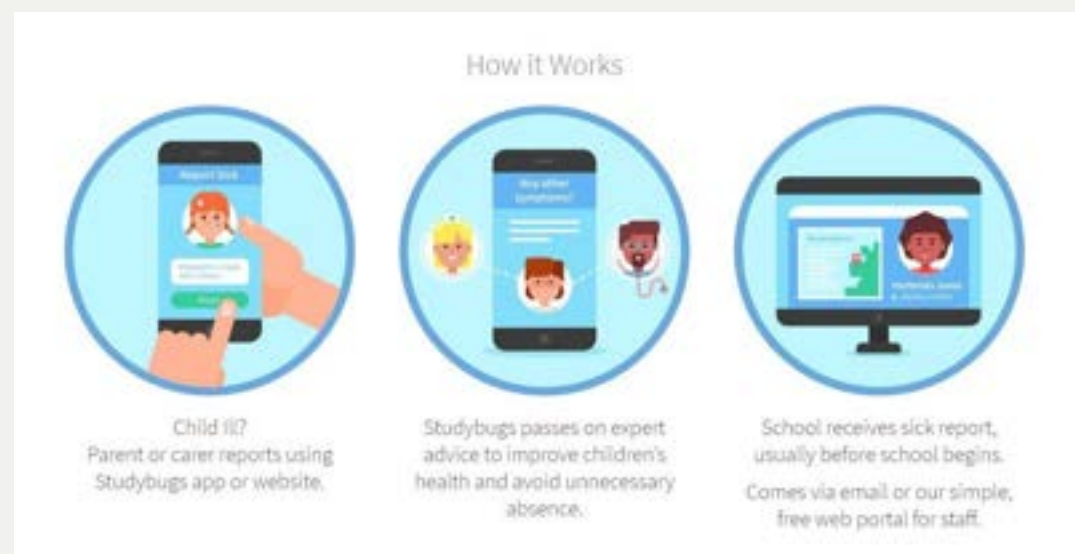 How it Works
Report Sick
Any other
symptoms?
Child Ill?
Parent or carer reports using
Studybugs app or website.
Studybugs passes on expert
advice to improve children's
health and avoid unnecessary
absence.
School receives sick report,
usually before school begins.
Comes via email or our simple,
free web portal for staff.